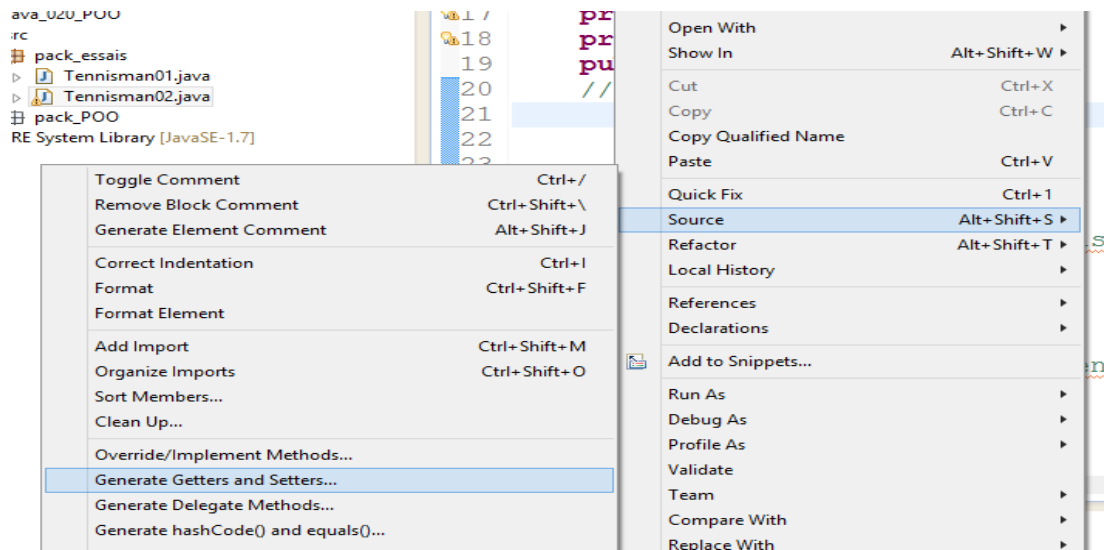 ava_020_POO
rc
pack_essais
Tennisman01.java
Tennisman02.java
pack_POO
RE System Library [JavaSE-1.7]
17 pr
18 pr
19 pu
20 //
21
22
23
Open With
Show In Alt+Shift+W
Cut Ctrl+X
Copy Ctrl+C
Copy Qualified Name
Paste Ctrl+V
Quick Fix Ctrl+1
Source Alt+Shift+S
Refactor Alt+Shift+T
Local History
References
Declarations
Add to Snippets...
Run As
Debug As
Profile As
Validate
Team
Compare With
Replace With
Toggle Comment Ctrl+/
Remove Block Comment Ctrl+Shift+\
Generate Element Comment Alt+Shift+J
Correct Indentation Ctrl+I
Format Ctrl+Shift+F
Format Element
Add Import Ctrl+Shift+M
Organize Imports Ctrl+Shift+O
Sort Members...
Clean Up...
Override/Implement Methods...
Generate Getters and Setters...
Generate Delegate Methods...
Generate hashCode() and equals()...